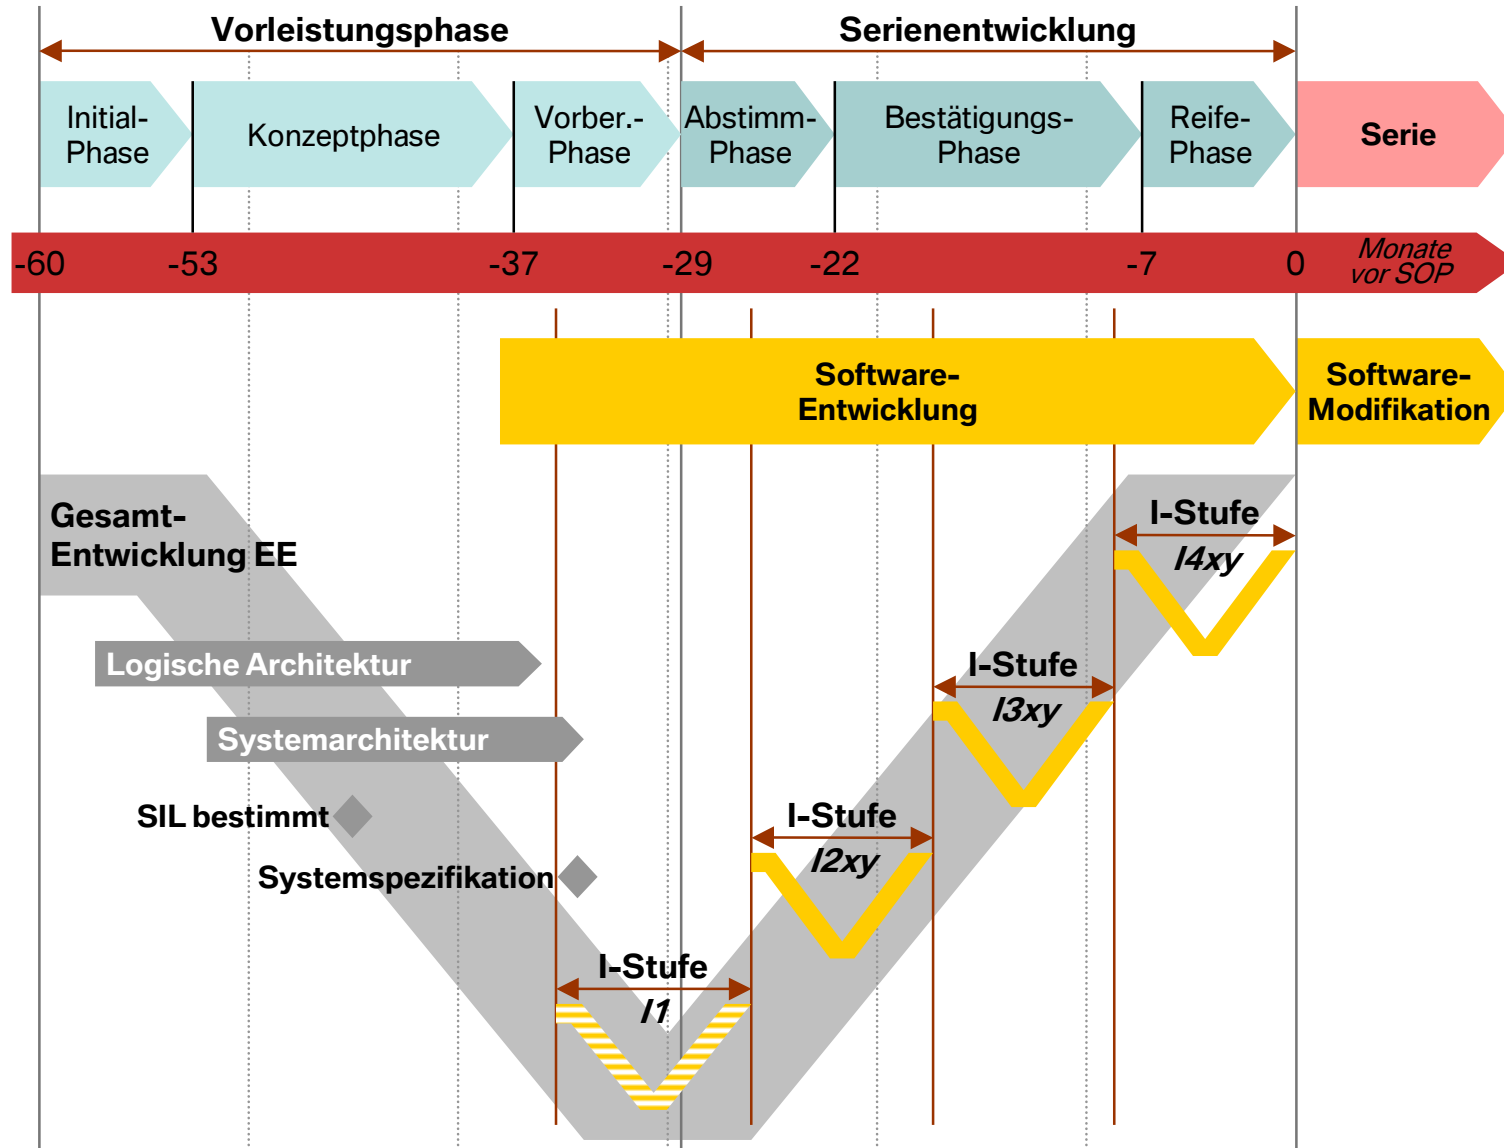 Vorleistungsphase
Serienentwicklung
Initial-
Phase
Konzeptphase
Vorber.-
Phase
Abstimm-
Phase
Bestätigungs-
Phase
Reife-
Phase
Serie
-60
-53
-37
-29
-22
-7
0
Monate
vor SOP
Software-
Entwicklung
Software-
Modifikation
Gesamt-
Entwicklung EE
I-Stufe
I4xy
Logische Architektur
I-Stufe
I3xy
Systemarchitektur
SIL bestimmt
I-Stufe
I2xy
Systemspezifikation
I-Stufe
I1